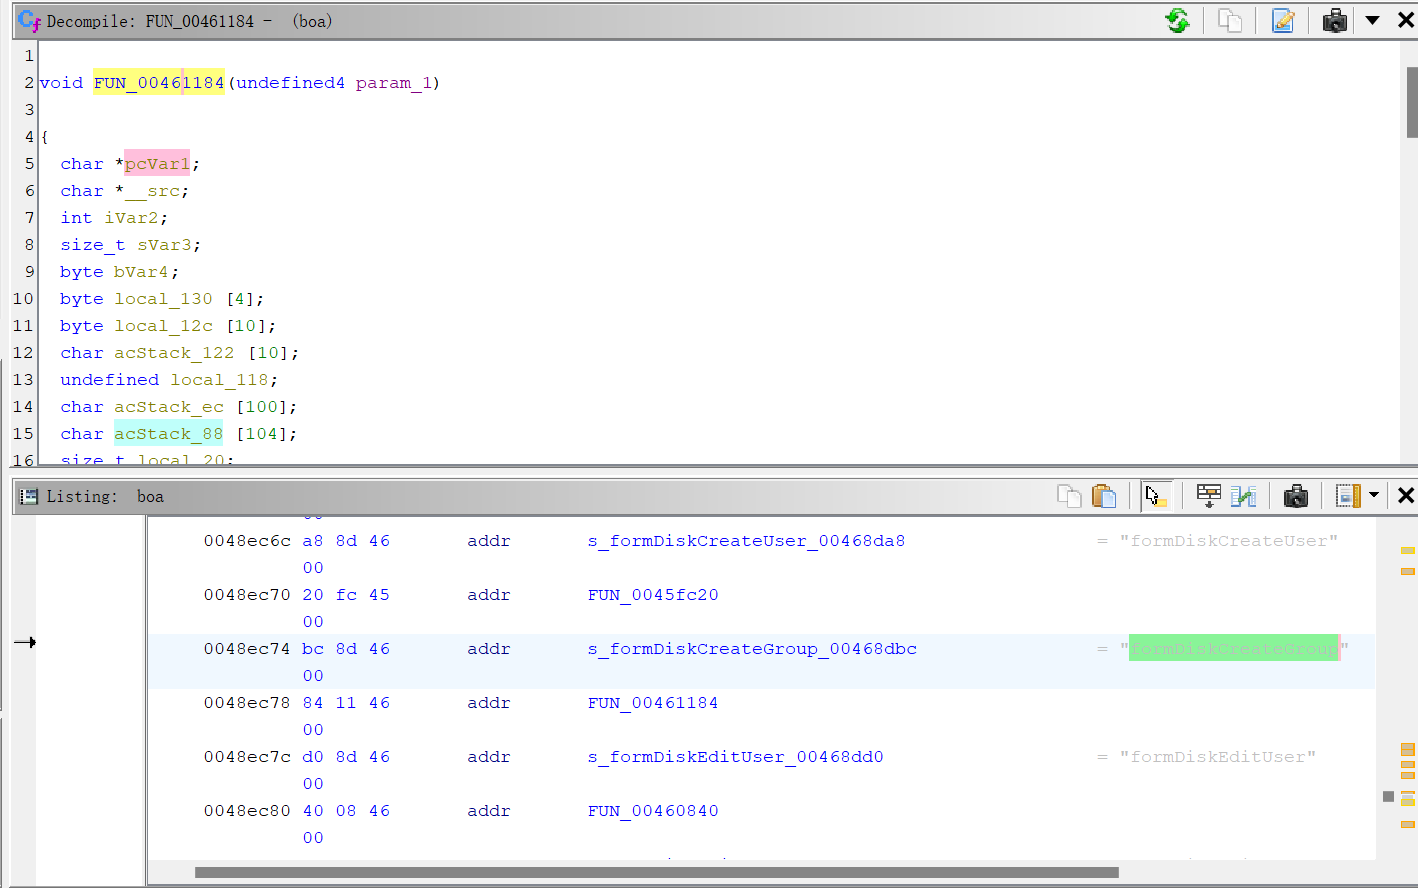 Decompile: FUN_00461184 - (boa)
1
2 void FUN_00461184(undefined4 param_1)
3
4 {
5 char *pcVar1;
6 char *__src;
7 int iVar2;
8 size_t sVar3;
9 byte bVar4;
10 byte local_130 [4];
11 byte local_12c [10];
12 char acStack_122 [10];
13 undefined local_118;
14 char acStack_ec [100];
15 char acStack_88 [104];
16 size_t local_20;
Listing: boa
00
0048ec6c a8 8d 46 addr s_formDiskCreateUser_00468da8 = "formDiskCreateUser"
00
0048ec70 20 fc 45 addr FUN_0045fc20
00
0048ec74 bc 8d 46 addr s_formDiskCreateGroup_00468dbc = "formDiskCreateGroup"
00
0048ec78 84 11 46 addr FUN_00461184
00
0048ec7c d0 8d 46 addr s_formDiskEditUser_00468dd0 = "formDiskEditUser"
00
0048ec80 40 08 46 addr FUN_00460840
00